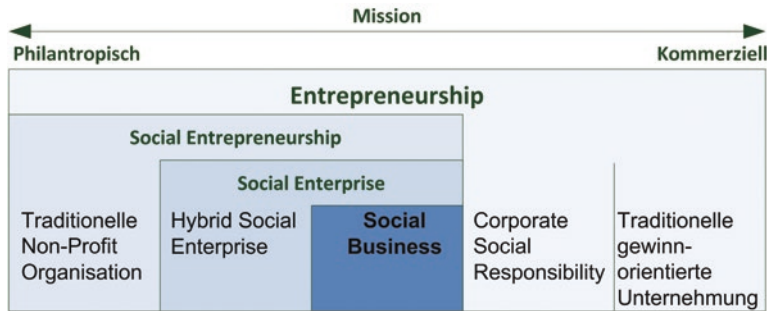 Mission
Philantropisch
Kommerziell
Entrepreneurship
Social Entrepreneurship
Social Enterprise
Traditionelle
Non-Profit
Organisation
Hybrid Social
Enterprise
Social
Business
Corporate
Social
Responsibility
Traditionelle
gewinn-
orientierte
Unternehmung